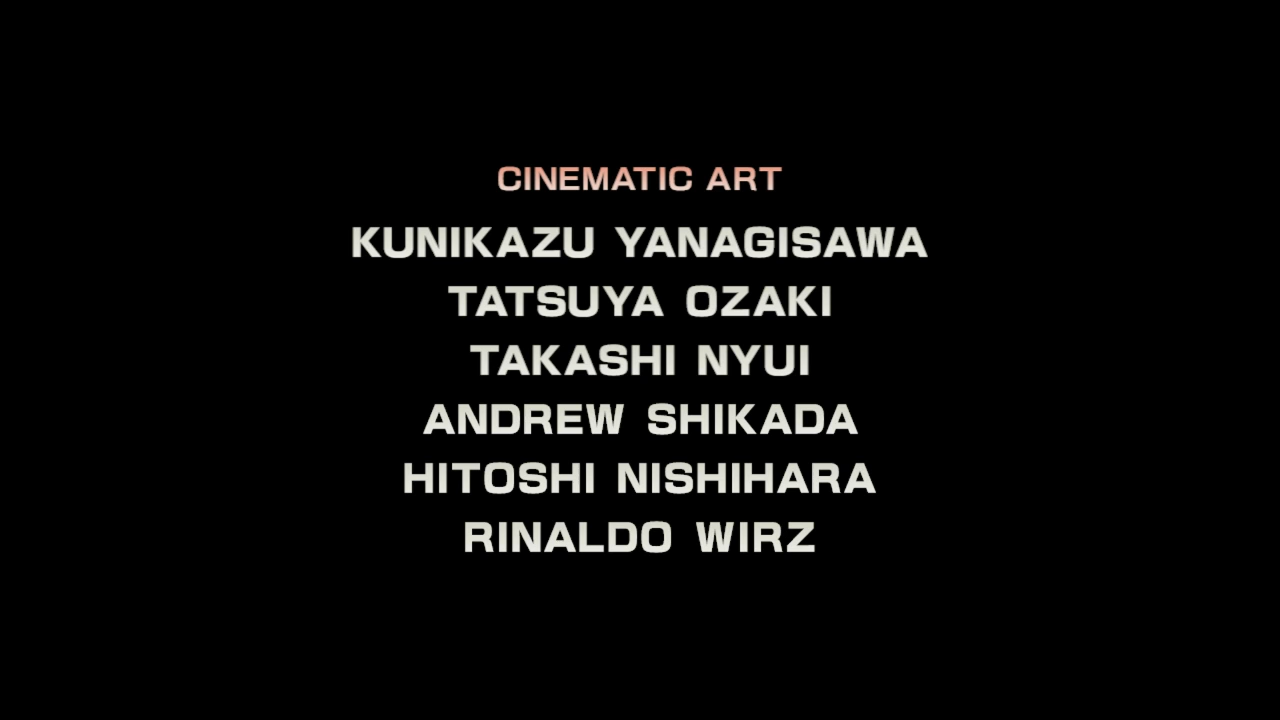 CINEMATIC ART
KUNIKAZU YANAGISAWA
TATSUYA OZAKI
TAKASHI NYUI
ANDREW SHIKADA
HITOSHI NISHIHARA
RINALDO WIRZ